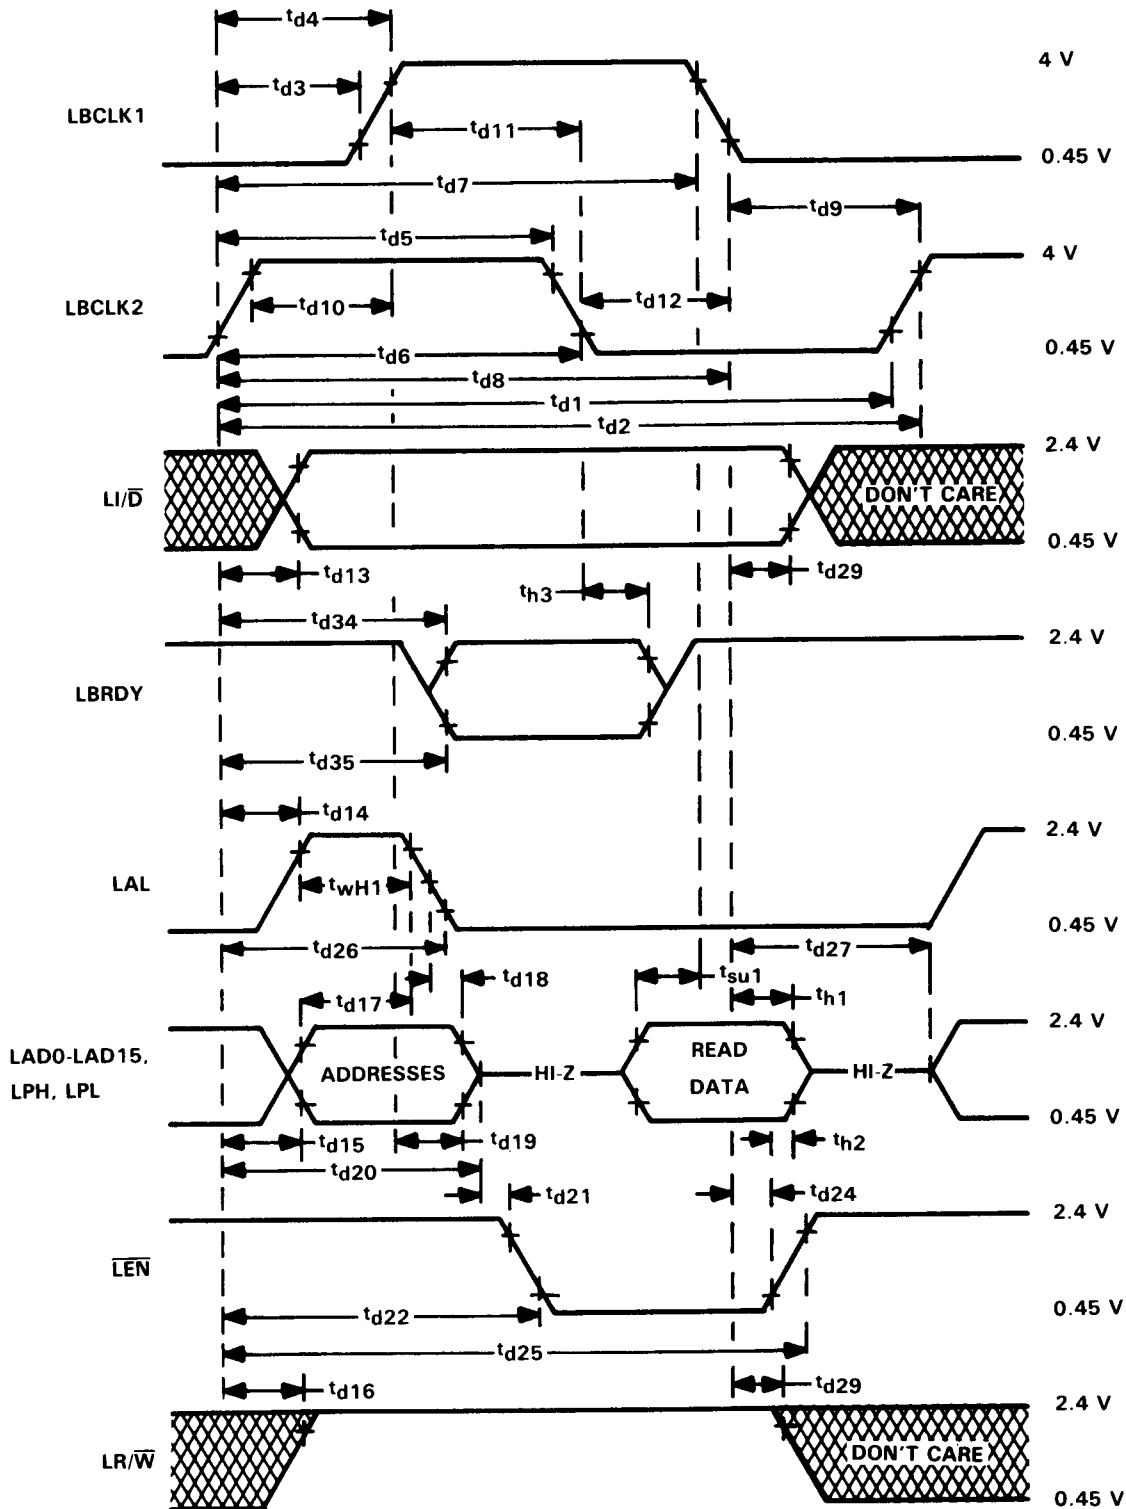 td4
4 V
td3
LBCLK1
td11
0.45 V
td7
td9
td5
4 V
LBCLK2
td10
td12
td6
0.45 V
td8
td1
td2
2.4 V
LI/D̅
DON'T CARE
0.45 V
td13
th3
td29
td34
2.4 V
LBRDY
0.45 V
td35
td14
2.4 V
LAL
twH1
0.45 V
td26
td27
td18
tsu1
td17
th1
2.4 V
LAD0-LAD15,
LPH, LPL
ADDRESSES
HI-Z
READ
DATA
HI-Z
0.45 V
td15
td19
th2
td20
td21
td24
2.4 V
L̅E̅N̅
0.45 V
td22
td25
td16
td29
2.4 V
LR/W̅
DON'T CARE
0.45 V